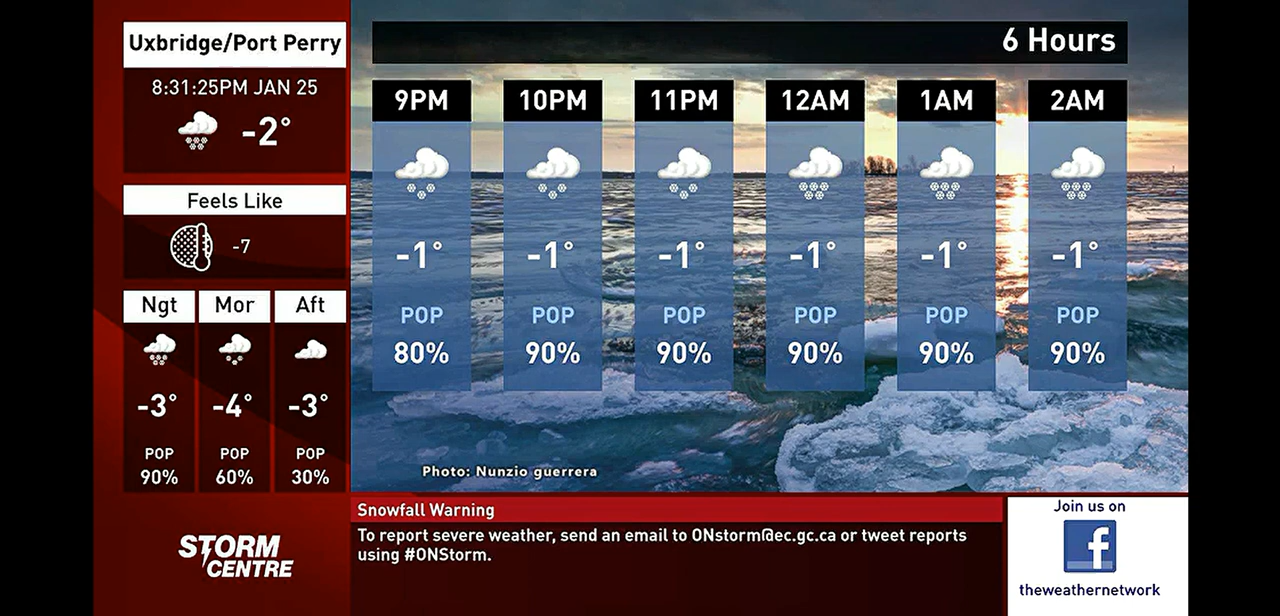 Uxbridge/Port Perry
8:31:25PM JAN 25
-2°
Feels Like
-7
Ngt Mor Aft
-3° -4° -3°
POP POP POP
90% 60% 30%
STORM
CENTRE
6 Hours
9PM 10PM 11PM 12AM 1AM 2AM
-1° -1° -1° -1° -1° -1°
POP POP POP POP POP POP
80% 90% 90% 90% 90% 90%
Photo: Nunzio guerrera
Snowfall Warning
To report severe weather, send an email to ONstorm@ec.gc.ca or tweet reports
using #ONStorm.
Join us on
f
theweathernetwork